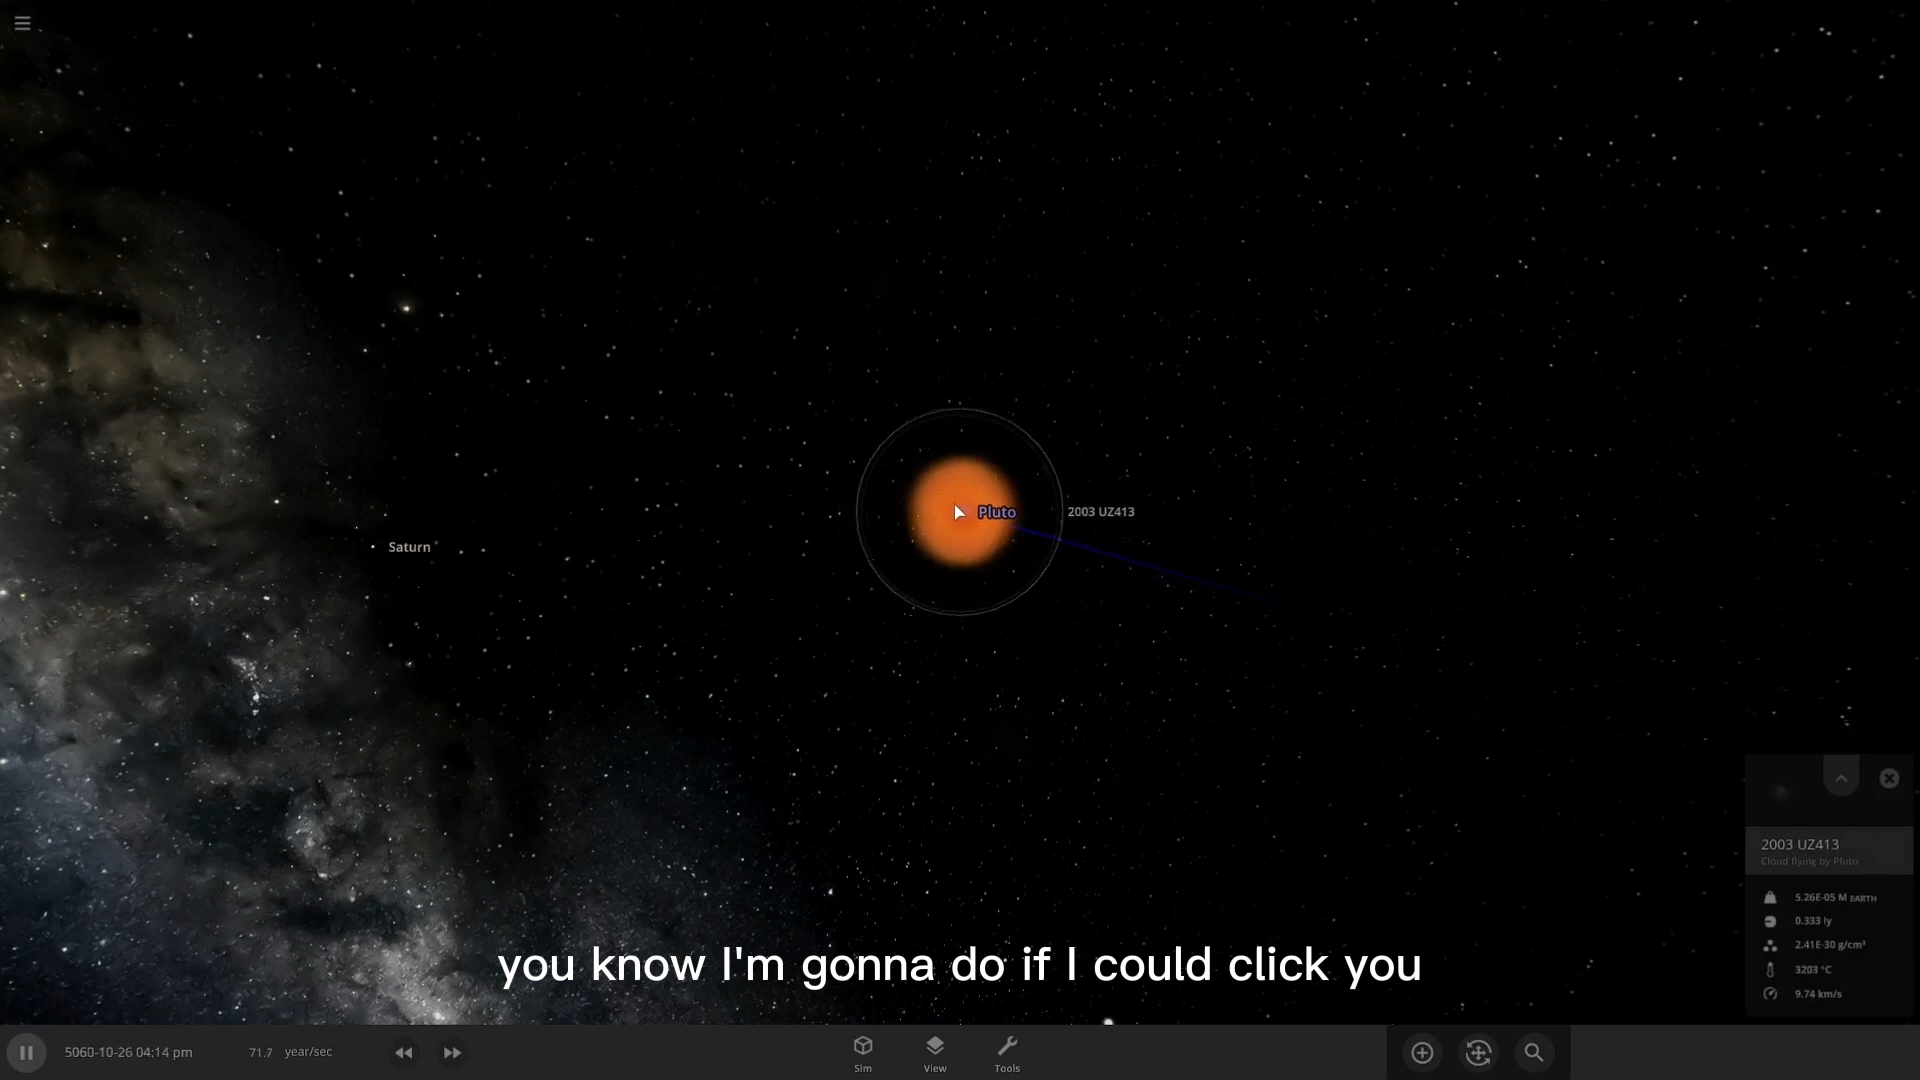 Pluto
2003 UZ413
Saturn
2003 UZ413
Cloud flying by Pluto
5.26E-05 M EARTH
0.333 ly
2.41E-30 g/cm³
3203 °C
9.74 km/s
you know I'm gonna do if I could click you
5060-10-26 04:14 pm
71.7 year/sec
Sim
View
Tools